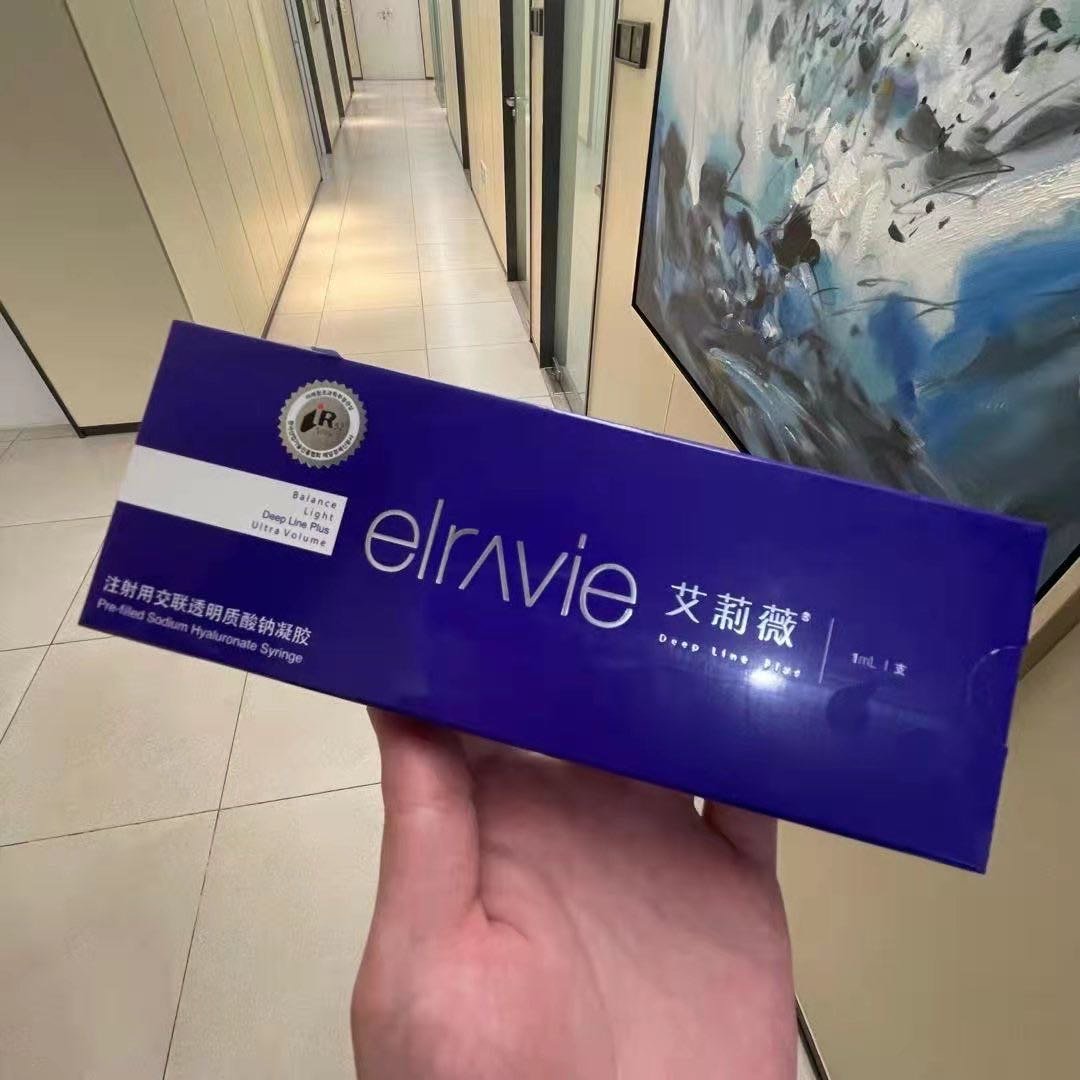 Balance
Light
Deep Line Plus
Ultra Volume
elravie
艾莉薇®
Deep Line Plus
1mL / 支
注射用交联透明质酸钠凝胶
Pre-filled Sodium Hyaluronate Syringe
iR52